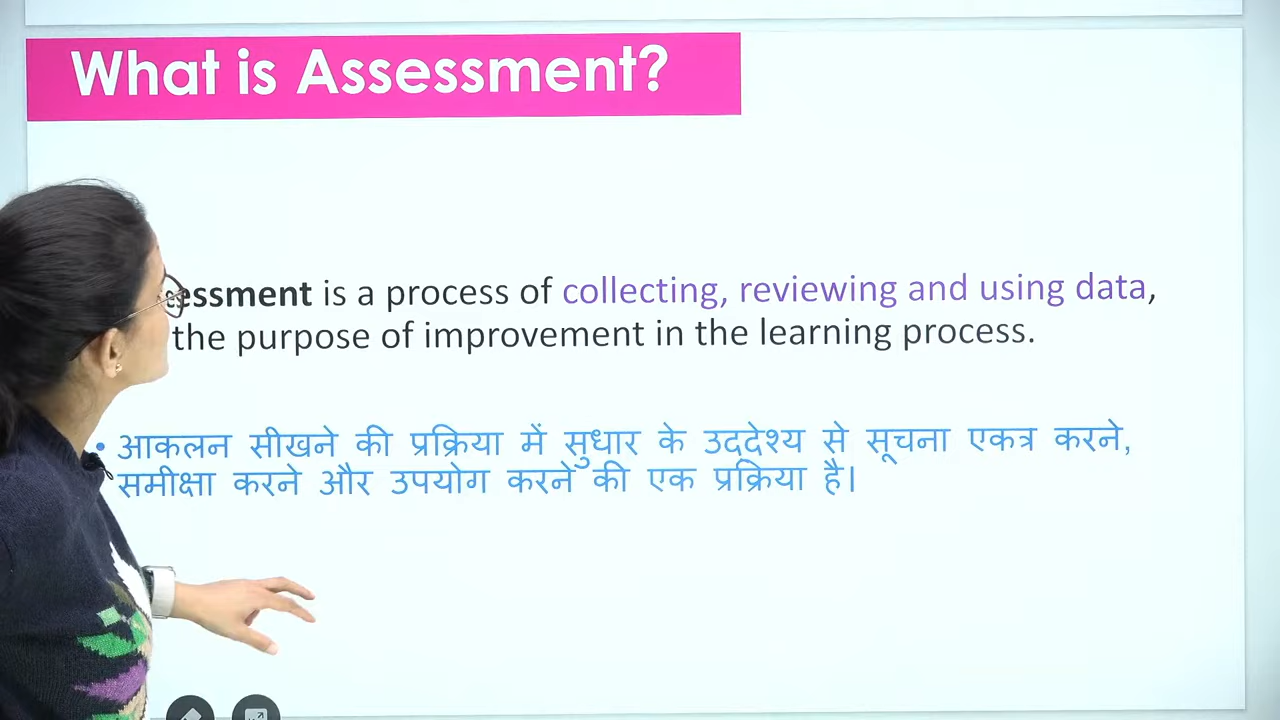 What is Assessment?
essment is a process of collecting, reviewing and using data,
the purpose of improvement in the learning process.
• आकलन सीखने की प्रक्रिया में सुधार के उद्देश्य से सूचना एकत्र करने,
समीक्षा करने और उपयोग करने की एक प्रक्रिया है।